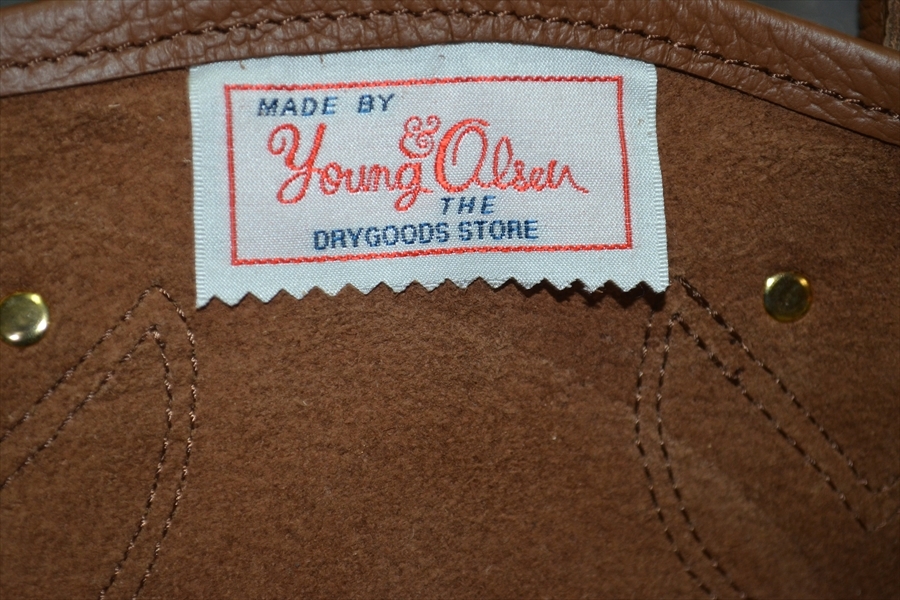 MADE BY
Young & Olsen
THE
DRYGOODS STORE